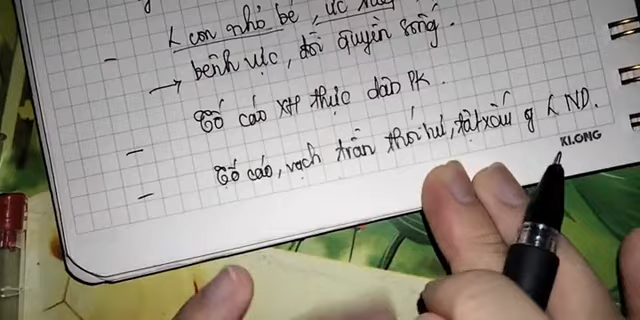 - < con nhỏ bé, ức
→ bênh vực, đòi quyền sống.
- Tố cáo XH thực dân PK.
- Tố cáo, vạch trần thói hư, tật xấu < ND.
KLONG